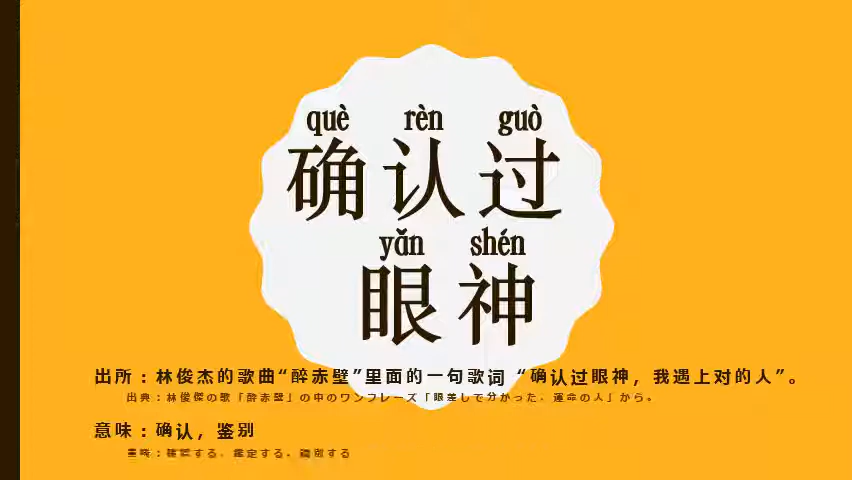 què rèn guò
确认过
yǎn shén
眼神
出所：林俊杰的歌曲“醉赤壁”里面的一句歌词 “确认过眼神，我遇上对的人”。
出典：林俊傑の歌「酔赤壁」の中のワンフレーズ「眼差しで分かった、運命の人」から。
意味：确认，鉴别
意味：確認する、鑑定する、識別する